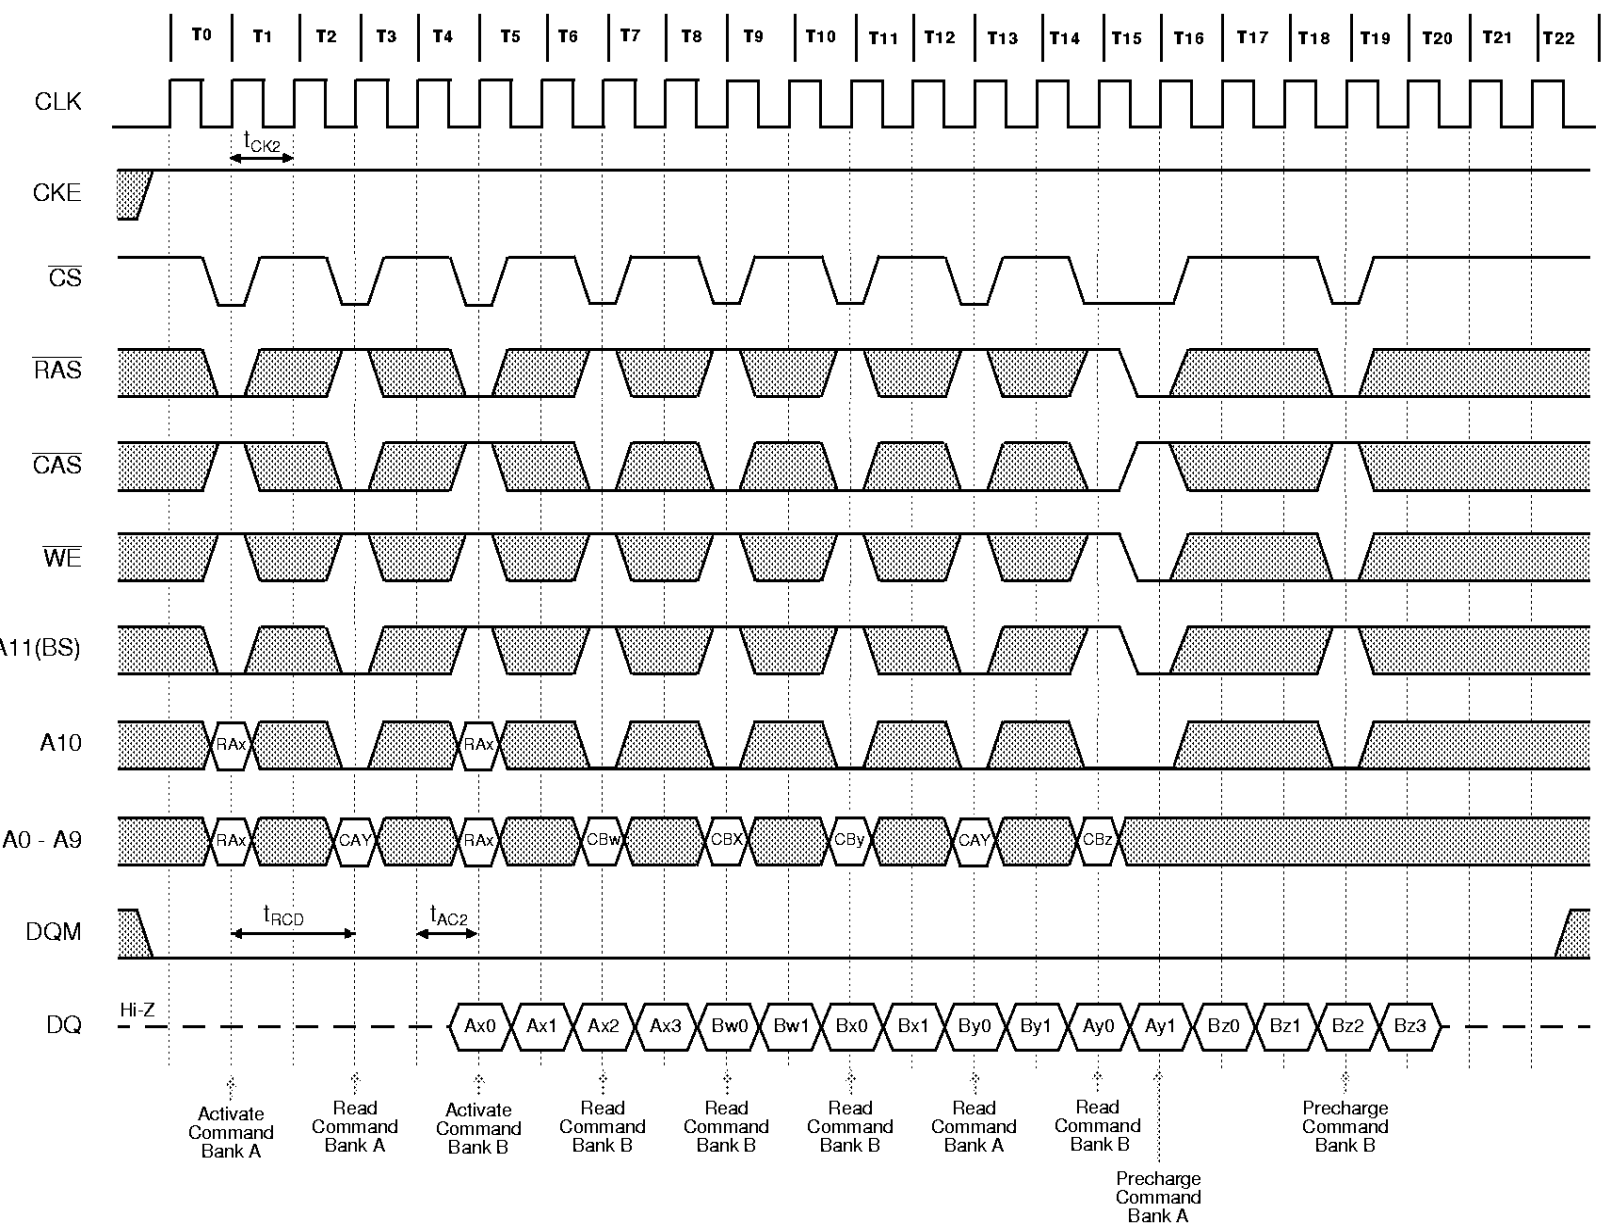 T0 T1 T2 T3 T4 T5 T6 T7 T8 T9 T10 T11 T12 T13 T14 T15 T16 T17 T18 T19 T20 T21 T22
CLK
tCK2
CKE
CS
RAS
CAS
WE
A11(BS)
A10 RAx RAx
A0 - A9 RAx CAY RAx CBw CBX CBy CAY CBz
tRCD tAC2
DQM
Hi-Z
DQ Ax0 Ax1 Ax2 Ax3 Bw0 Bw1 Bx0 Bx1 By0 By1 Ay0 Ay1 Bz0 Bz1 Bz2 Bz3
Activate
Command
Bank A
Read
Command
Bank A
Activate
Command
Bank B
Read
Command
Bank B
Read
Command
Bank B
Read
Command
Bank B
Read
Command
Bank A
Read
Command
Bank B
Precharge
Command
Bank A
Precharge
Command
Bank B